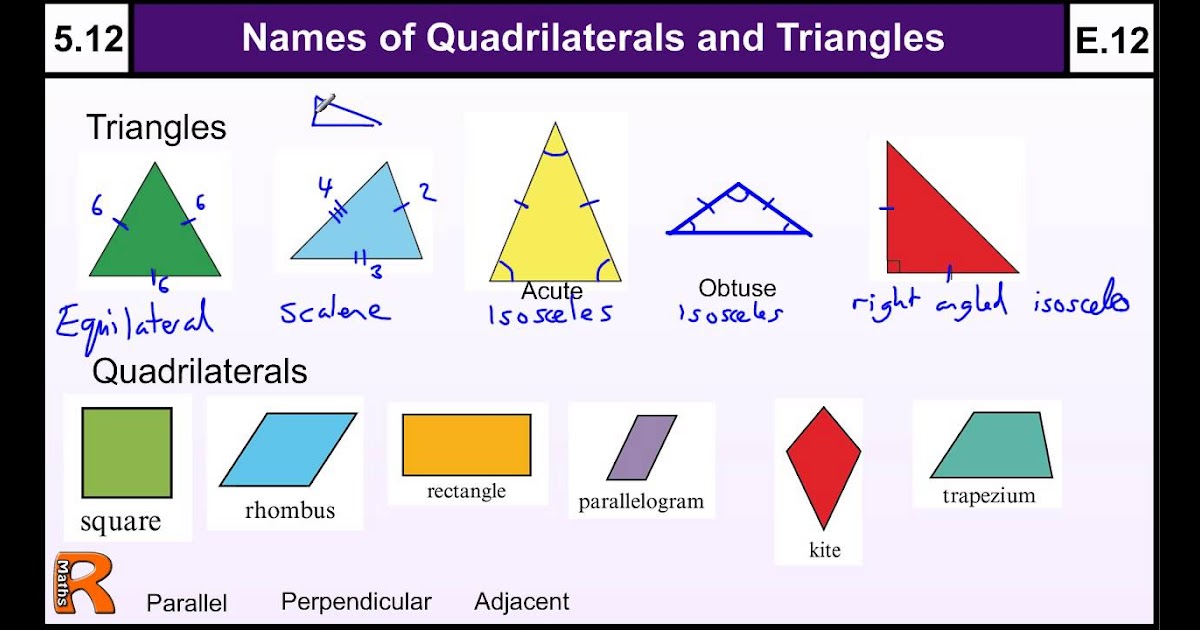 5.12 Names of Quadrilaterals and Triangles E.12
Triangles
6 6 6
4 2 3
Equilateral
scalene
Acute
Isosceles
Obtuse
Isosceles
right angled isosceles
Quadrilaterals
square
rhombus
rectangle
parallelogram
kite
trapezium
R Maths
Parallel Perpendicular Adjacent